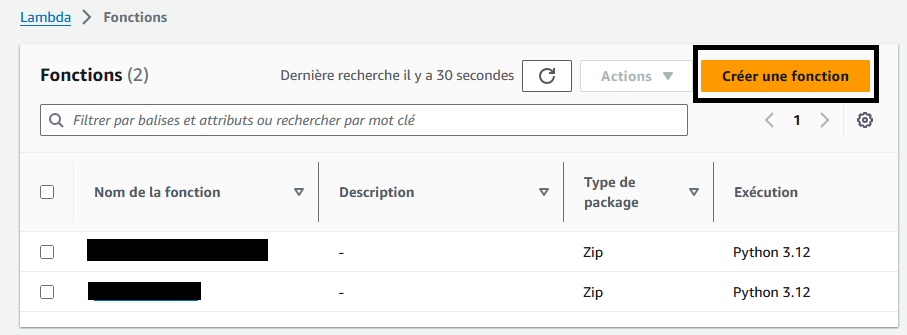 Lambda > Fonctions
Fonctions (2) Dernière recherche il y a 30 secondes Actions Créer une fonction
Filtrer par balises et attributs ou rechercher par mot clé 1
Nom de la fonction Description Type de package Exécution
- Zip Python 3.12
- Zip Python 3.12